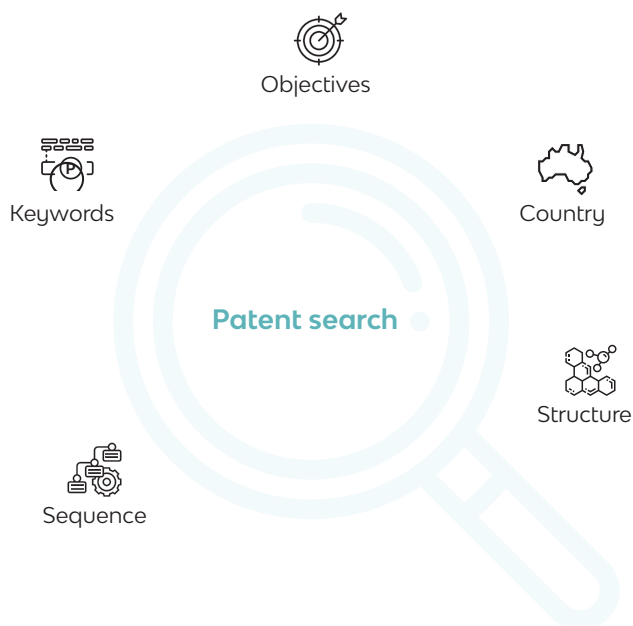 Objectives
Keywords
P
Country
Patent search
Structure
Sequence